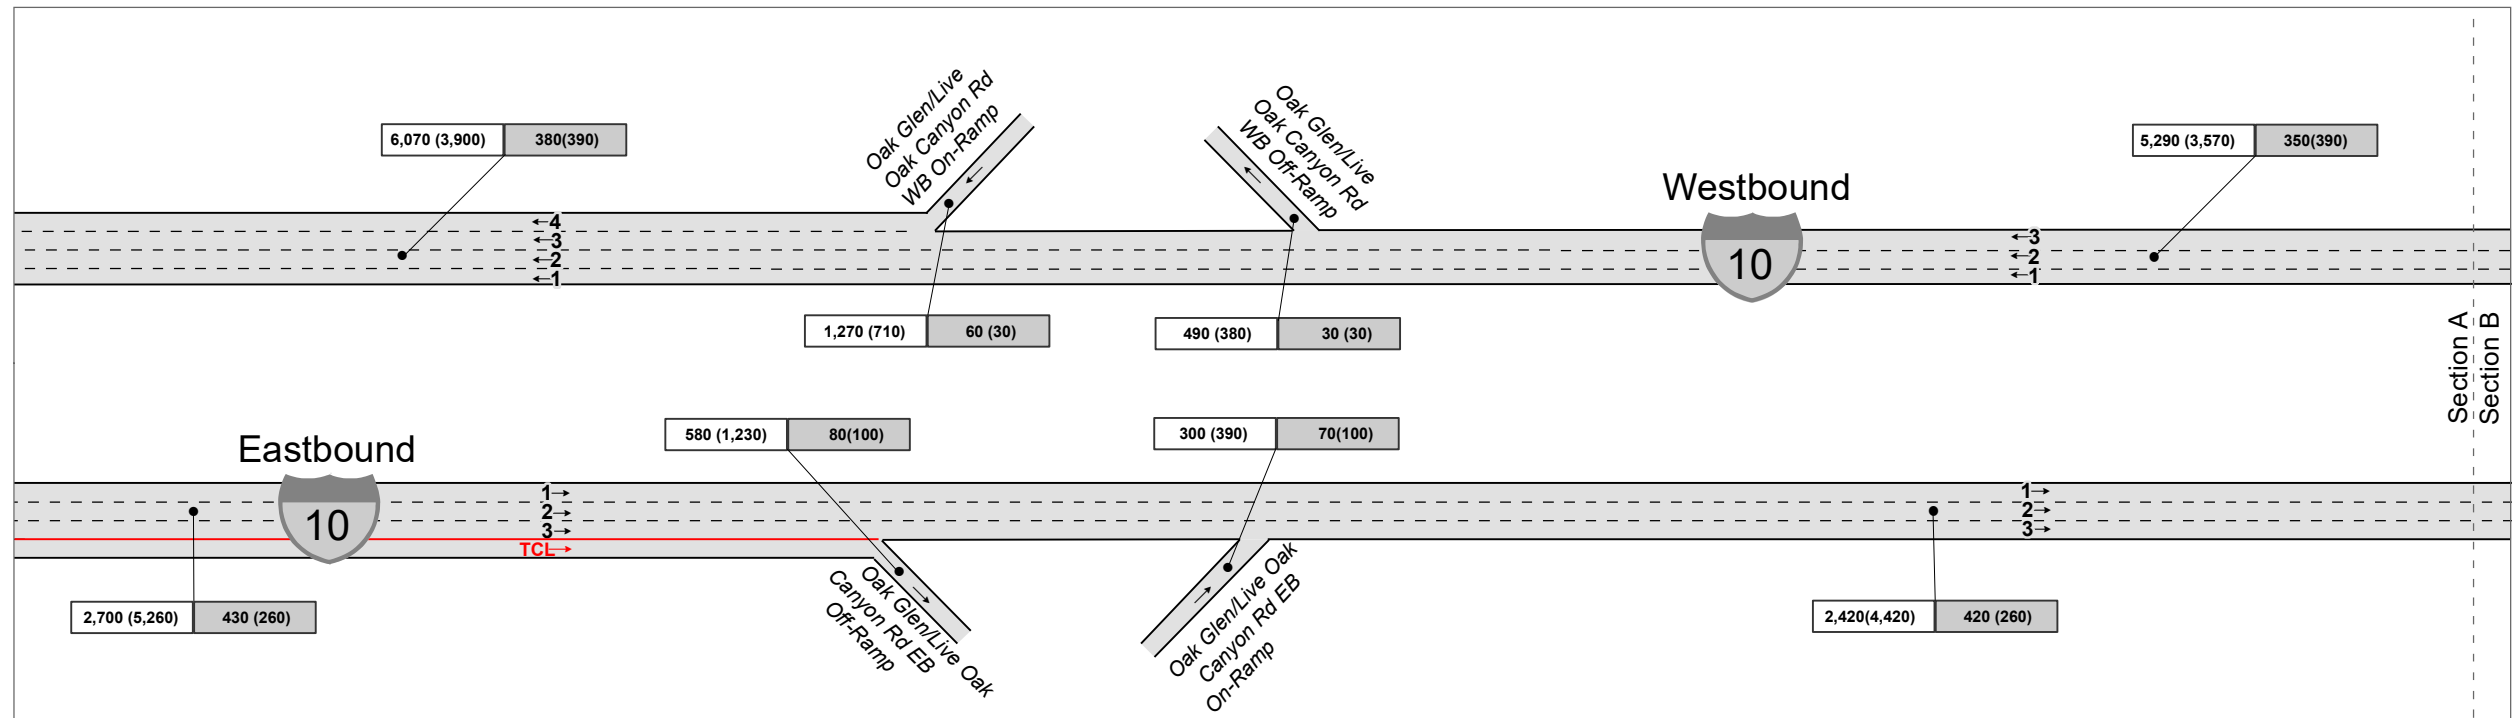 Oak Glen/Live
Oak Canyon Rd
WB On-Ramp
Oak Glen/Live
Oak Canyon Rd
WB Off-Ramp
6,070 (3,900) 380(390)
5,290 (3,570) 350(390)
Westbound
10
4
3
2
1
3
2
1
1,270 (710) 60 (30)
490 (380) 30 (30)
Section A
Section B
580 (1,230) 80(100)
300 (390) 70(100)
Eastbound
10
1
2
3
TCL
1
2
3
2,700 (5,260) 430 (260)
2,420(4,420) 420 (260)
Oak Glen/Live Oak
Canyon Rd EB
Off-Ramp
Oak Glen/Live Oak
Canyon Rd EB
On-Ramp